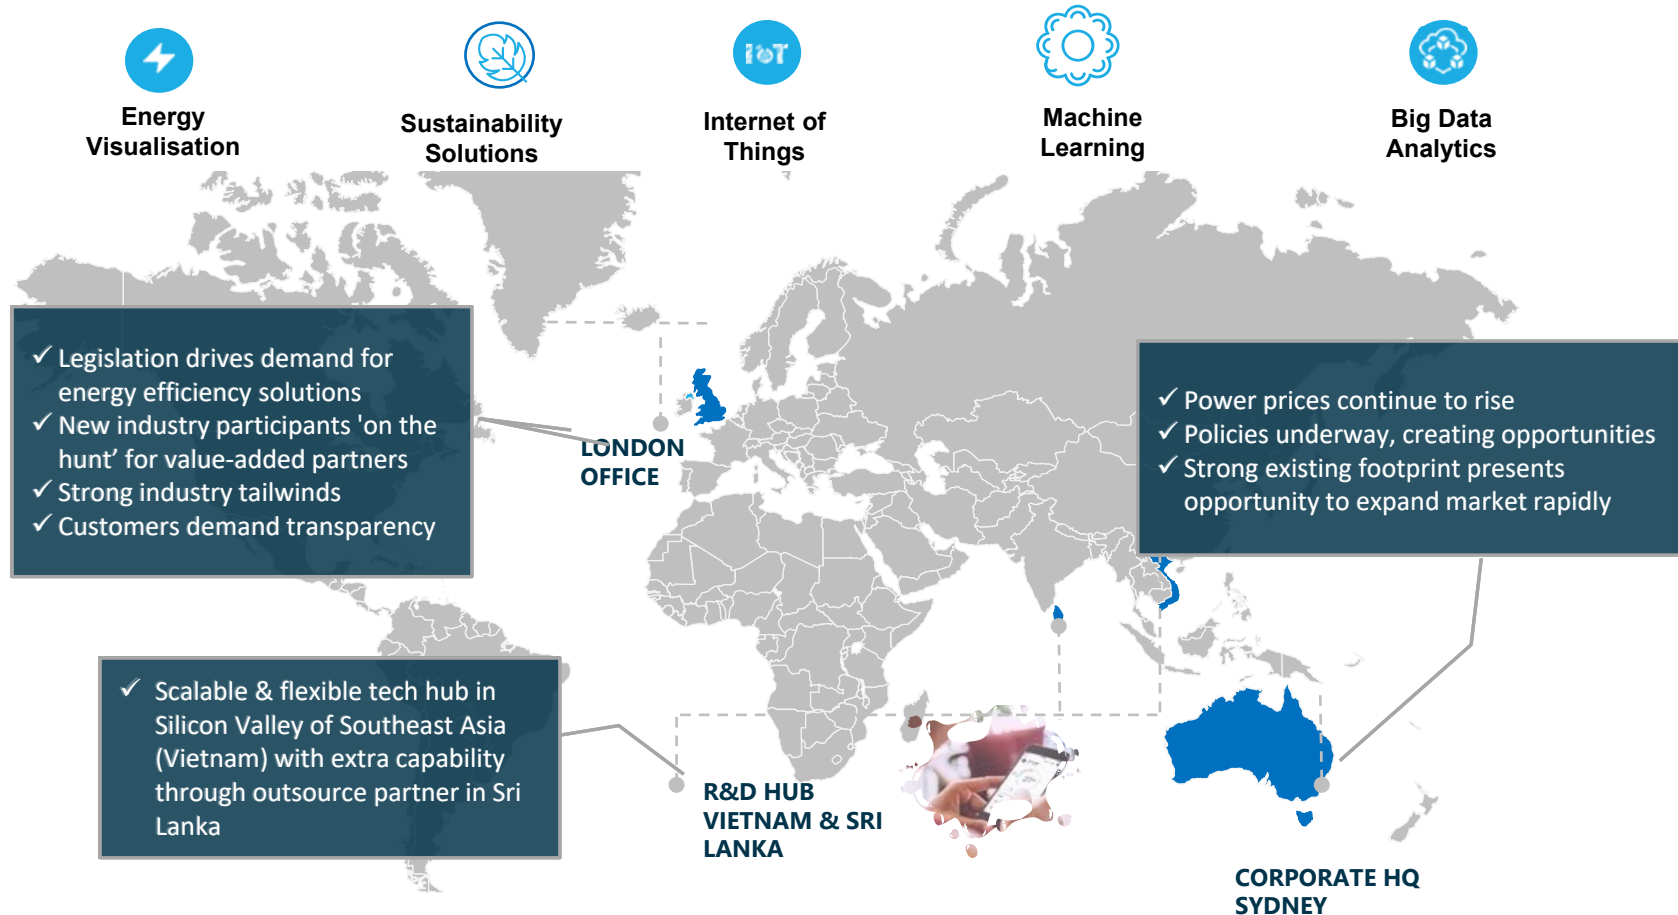 IoT
Energy
Visualisation
Sustainability
Solutions
Internet of
Things
Machine
Learning
Big Data
Analytics
✓ Legislation drives demand for
energy efficiency solutions
✓ New industry participants 'on the
hunt’ for value-added partners
✓ Strong industry tailwinds
✓ Customers demand transparency
LONDON
OFFICE
✓ Power prices continue to rise
✓ Policies underway, creating opportunities
✓ Strong existing footprint presents
opportunity to expand market rapidly
✓ Scalable & flexible tech hub in
Silicon Valley of Southeast Asia
(Vietnam) with extra capability
through outsource partner in Sri
Lanka
R&D HUB
VIETNAM & SRI
LANKA
CORPORATE HQ
SYDNEY